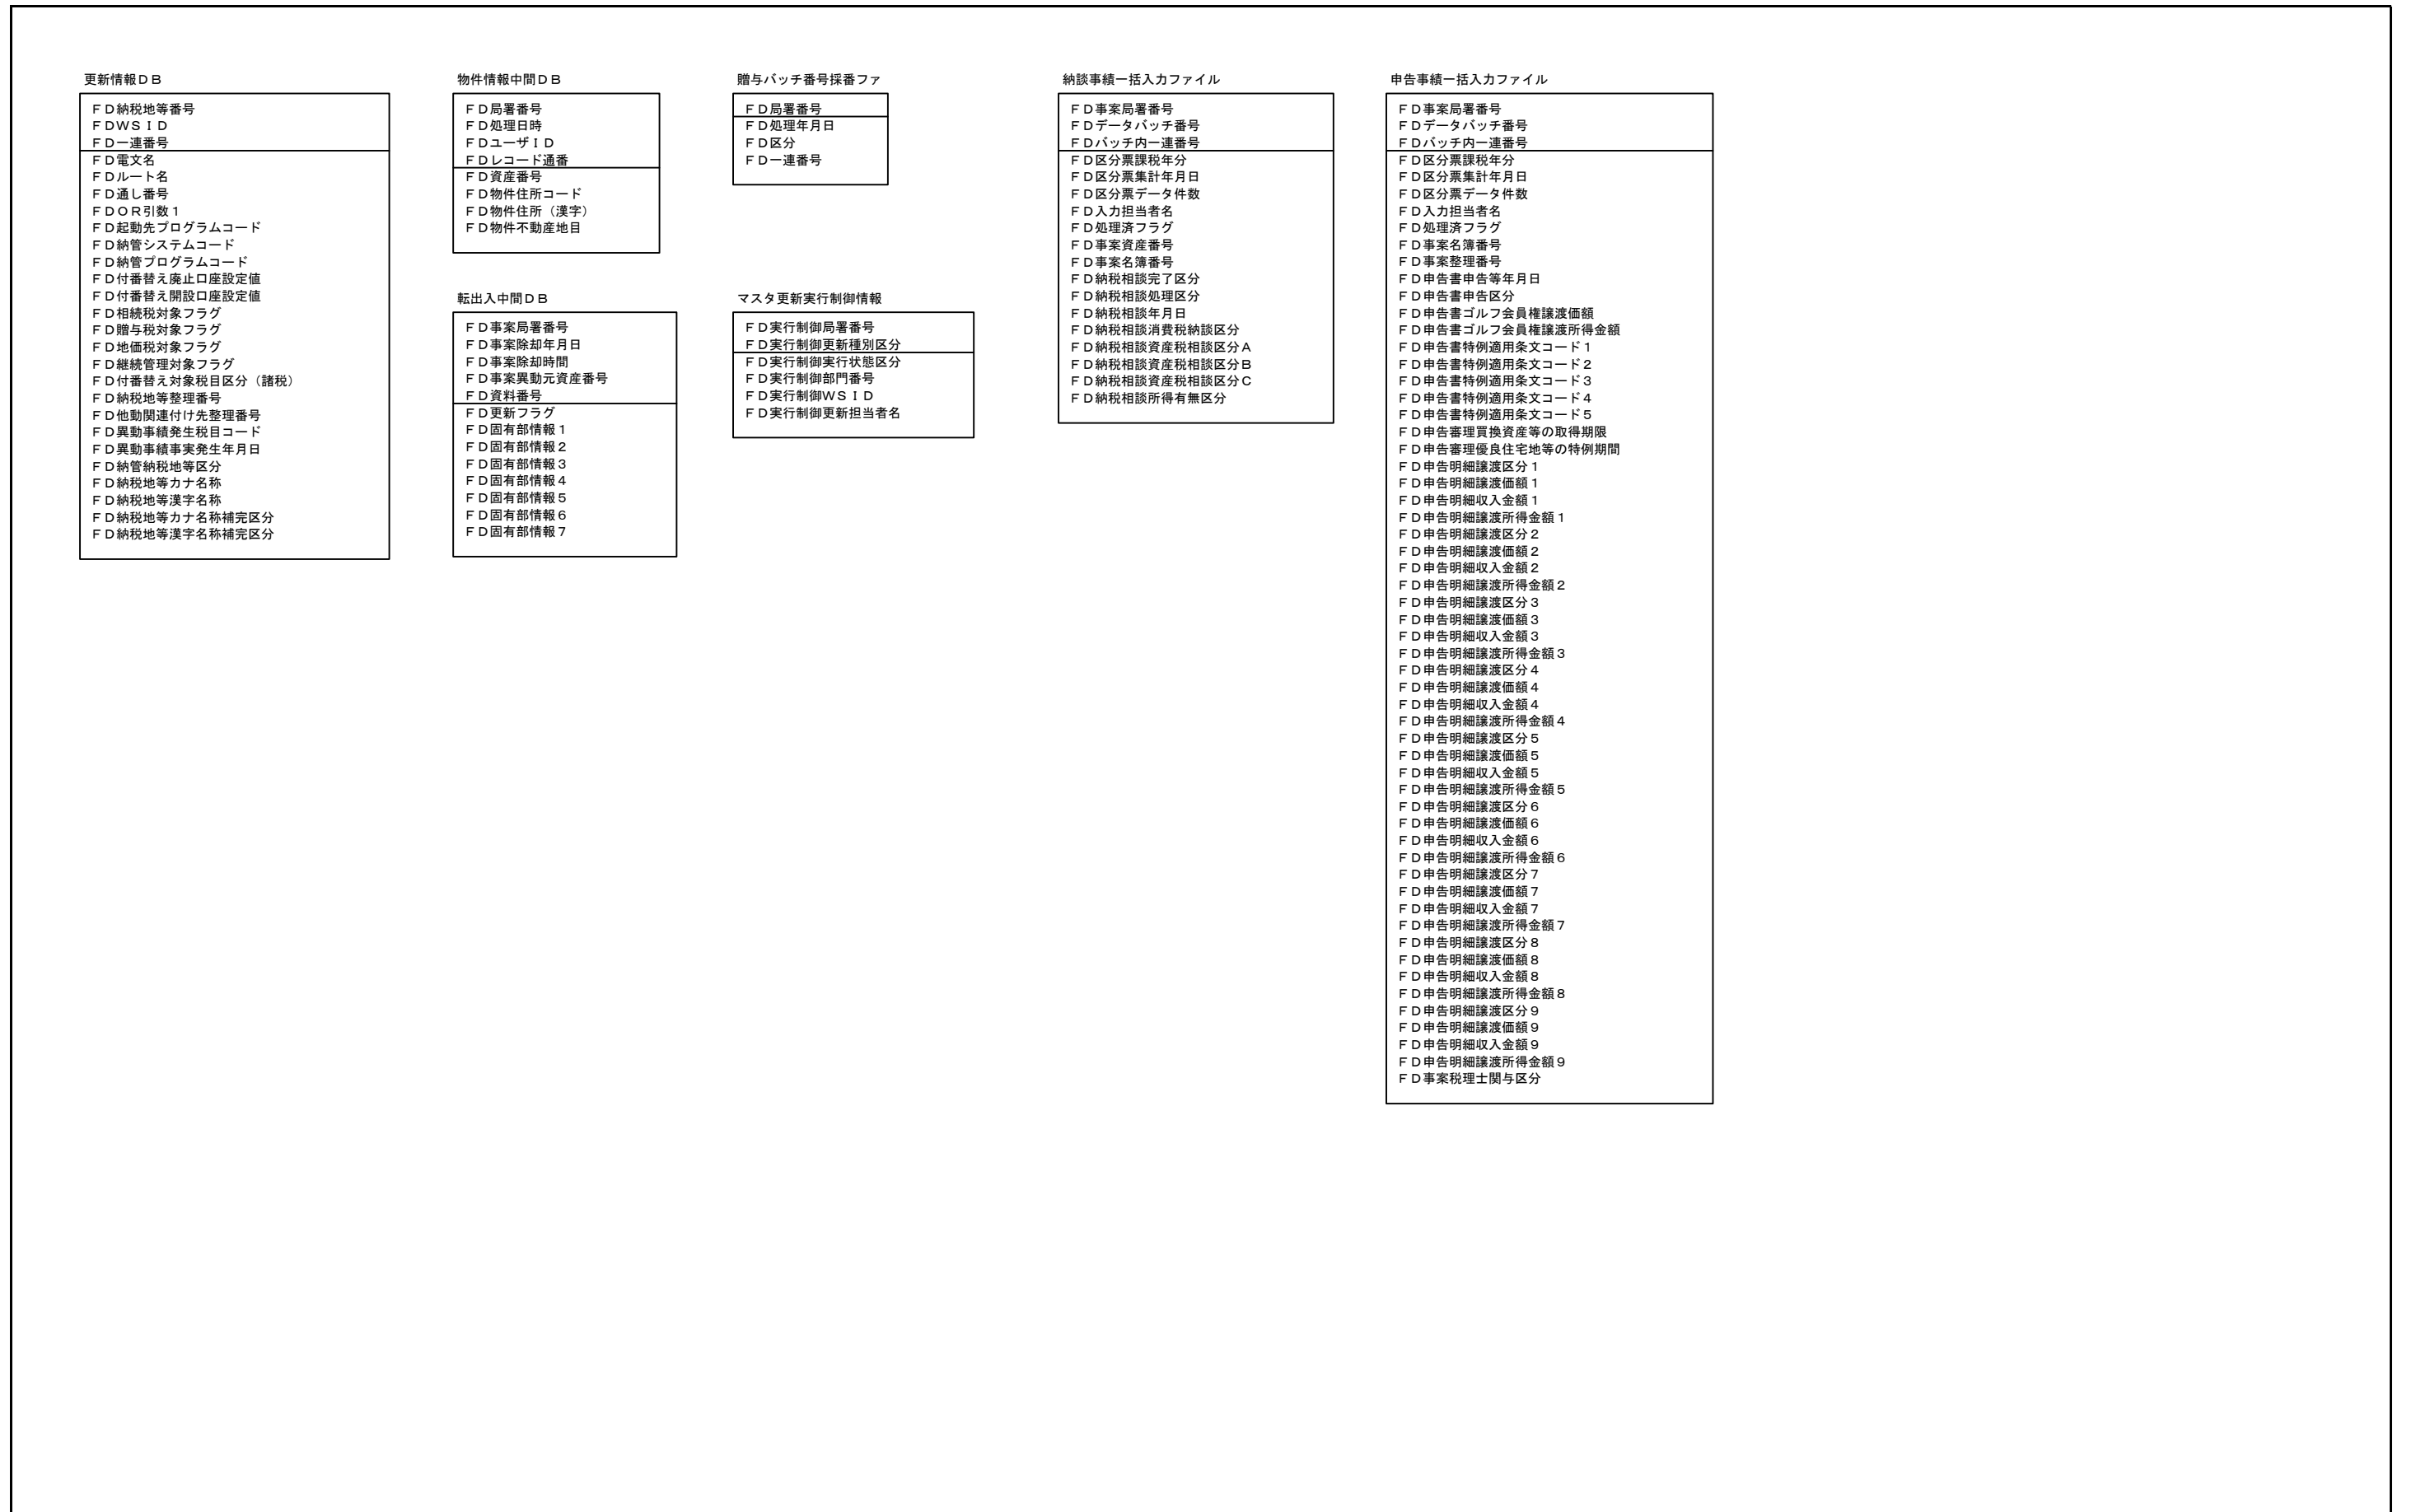 更新情報ＤＢ
ＦＤ納税地等番号
ＦＤＷＳＩＤ
ＦＤ一連番号
ＦＤ電文名
ＦＤルート名
ＦＤ通し番号
ＦＤＯＲ引数１
ＦＤ起動先プログラムコード
ＦＤ納管システムコード
ＦＤ納管プログラムコード
ＦＤ付番替え廃止口座設定値
ＦＤ付番替え開設口座設定値
ＦＤ相続税対象フラグ
ＦＤ贈与税対象フラグ
ＦＤ地価税対象フラグ
ＦＤ継続管理対象フラグ
ＦＤ付番替え対象税目区分（諸税）
ＦＤ納税地等整理番号
ＦＤ他動関連付け先整理番号
ＦＤ異動事績発生税目コード
ＦＤ異動事績事実発生年月日
ＦＤ納管納税地等区分
ＦＤ納税地等カナ名称
ＦＤ納税地等漢字名称
ＦＤ納税地等カナ名称補完区分
ＦＤ納税地等漢字名称補完区分
物件情報中間ＤＢ
ＦＤ局署番号
ＦＤ処理日時
ＦＤユーザＩＤ
ＦＤレコード通番
ＦＤ資産番号
ＦＤ物件住所コード
ＦＤ物件住所（漢字）
ＦＤ物件不動産地目
転出入中間ＤＢ
ＦＤ事案局署番号
ＦＤ事案除却年月日
ＦＤ事案除却時間
ＦＤ事案異動元資産番号
ＦＤ資料番号
ＦＤ更新フラグ
ＦＤ固有部情報１
ＦＤ固有部情報２
ＦＤ固有部情報３
ＦＤ固有部情報４
ＦＤ固有部情報５
ＦＤ固有部情報６
ＦＤ固有部情報７
贈与バッチ番号採番ファ
ＦＤ局署番号
ＦＤ処理年月日
ＦＤ区分
ＦＤ一連番号
マスタ更新実行制御情報
ＦＤ実行制御局署番号
ＦＤ実行制御更新種別区分
ＦＤ実行制御実行状態区分
ＦＤ実行制御部門番号
ＦＤ実行制御ＷＳＩＤ
ＦＤ実行制御更新担当者名
納談事績一括入力ファイル
ＦＤ事案局署番号
ＦＤデータバッチ番号
ＦＤバッチ内一連番号
ＦＤ区分票課税年分
ＦＤ区分票集計年月日
ＦＤ区分票データ件数
ＦＤ入力担当者名
ＦＤ処理済フラグ
ＦＤ事案資産番号
ＦＤ事案名簿番号
ＦＤ納税相談完了区分
ＦＤ納税相談処理区分
ＦＤ納税相談年月日
ＦＤ納税相談消費税納談区分
ＦＤ納税相談資産税相談区分Ａ
ＦＤ納税相談資産税相談区分Ｂ
ＦＤ納税相談資産税相談区分Ｃ
ＦＤ納税相談所得有無区分
申告事績一括入力ファイル
ＦＤ事案局署番号
ＦＤデータバッチ番号
ＦＤバッチ内一連番号
ＦＤ区分票課税年分
ＦＤ区分票集計年月日
ＦＤ区分票データ件数
ＦＤ入力担当者名
ＦＤ処理済フラグ
ＦＤ事案名簿番号
ＦＤ事案整理番号
ＦＤ申告書申告等年月日
ＦＤ申告書申告区分
ＦＤ申告書ゴルフ会員権譲渡価額
ＦＤ申告書ゴルフ会員権譲渡所得金額
ＦＤ申告書特例適用条文コード１
ＦＤ申告書特例適用条文コード２
ＦＤ申告書特例適用条文コード３
ＦＤ申告書特例適用条文コード４
ＦＤ申告書特例適用条文コード５
ＦＤ申告審理買換資産等の取得期限
ＦＤ申告審理優良住宅地等の特例期間
ＦＤ申告明細譲渡区分１
ＦＤ申告明細譲渡価額１
ＦＤ申告明細収入金額１
ＦＤ申告明細譲渡所得金額１
ＦＤ申告明細譲渡区分２
ＦＤ申告明細譲渡価額２
ＦＤ申告明細収入金額２
ＦＤ申告明細譲渡所得金額２
ＦＤ申告明細譲渡区分３
ＦＤ申告明細譲渡価額３
ＦＤ申告明細収入金額３
ＦＤ申告明細譲渡所得金額３
ＦＤ申告明細譲渡区分４
ＦＤ申告明細譲渡価額４
ＦＤ申告明細収入金額４
ＦＤ申告明細譲渡所得金額４
ＦＤ申告明細譲渡区分５
ＦＤ申告明細譲渡価額５
ＦＤ申告明細収入金額５
ＦＤ申告明細譲渡所得金額５
ＦＤ申告明細譲渡区分６
ＦＤ申告明細譲渡価額６
ＦＤ申告明細収入金額６
ＦＤ申告明細譲渡所得金額６
ＦＤ申告明細譲渡区分７
ＦＤ申告明細譲渡価額７
ＦＤ申告明細収入金額７
ＦＤ申告明細譲渡所得金額７
ＦＤ申告明細譲渡区分８
ＦＤ申告明細譲渡価額８
ＦＤ申告明細収入金額８
ＦＤ申告明細譲渡所得金額８
ＦＤ申告明細譲渡区分９
ＦＤ申告明細譲渡価額９
ＦＤ申告明細収入金額９
ＦＤ申告明細譲渡所得金額９
ＦＤ事案税理士関与区分